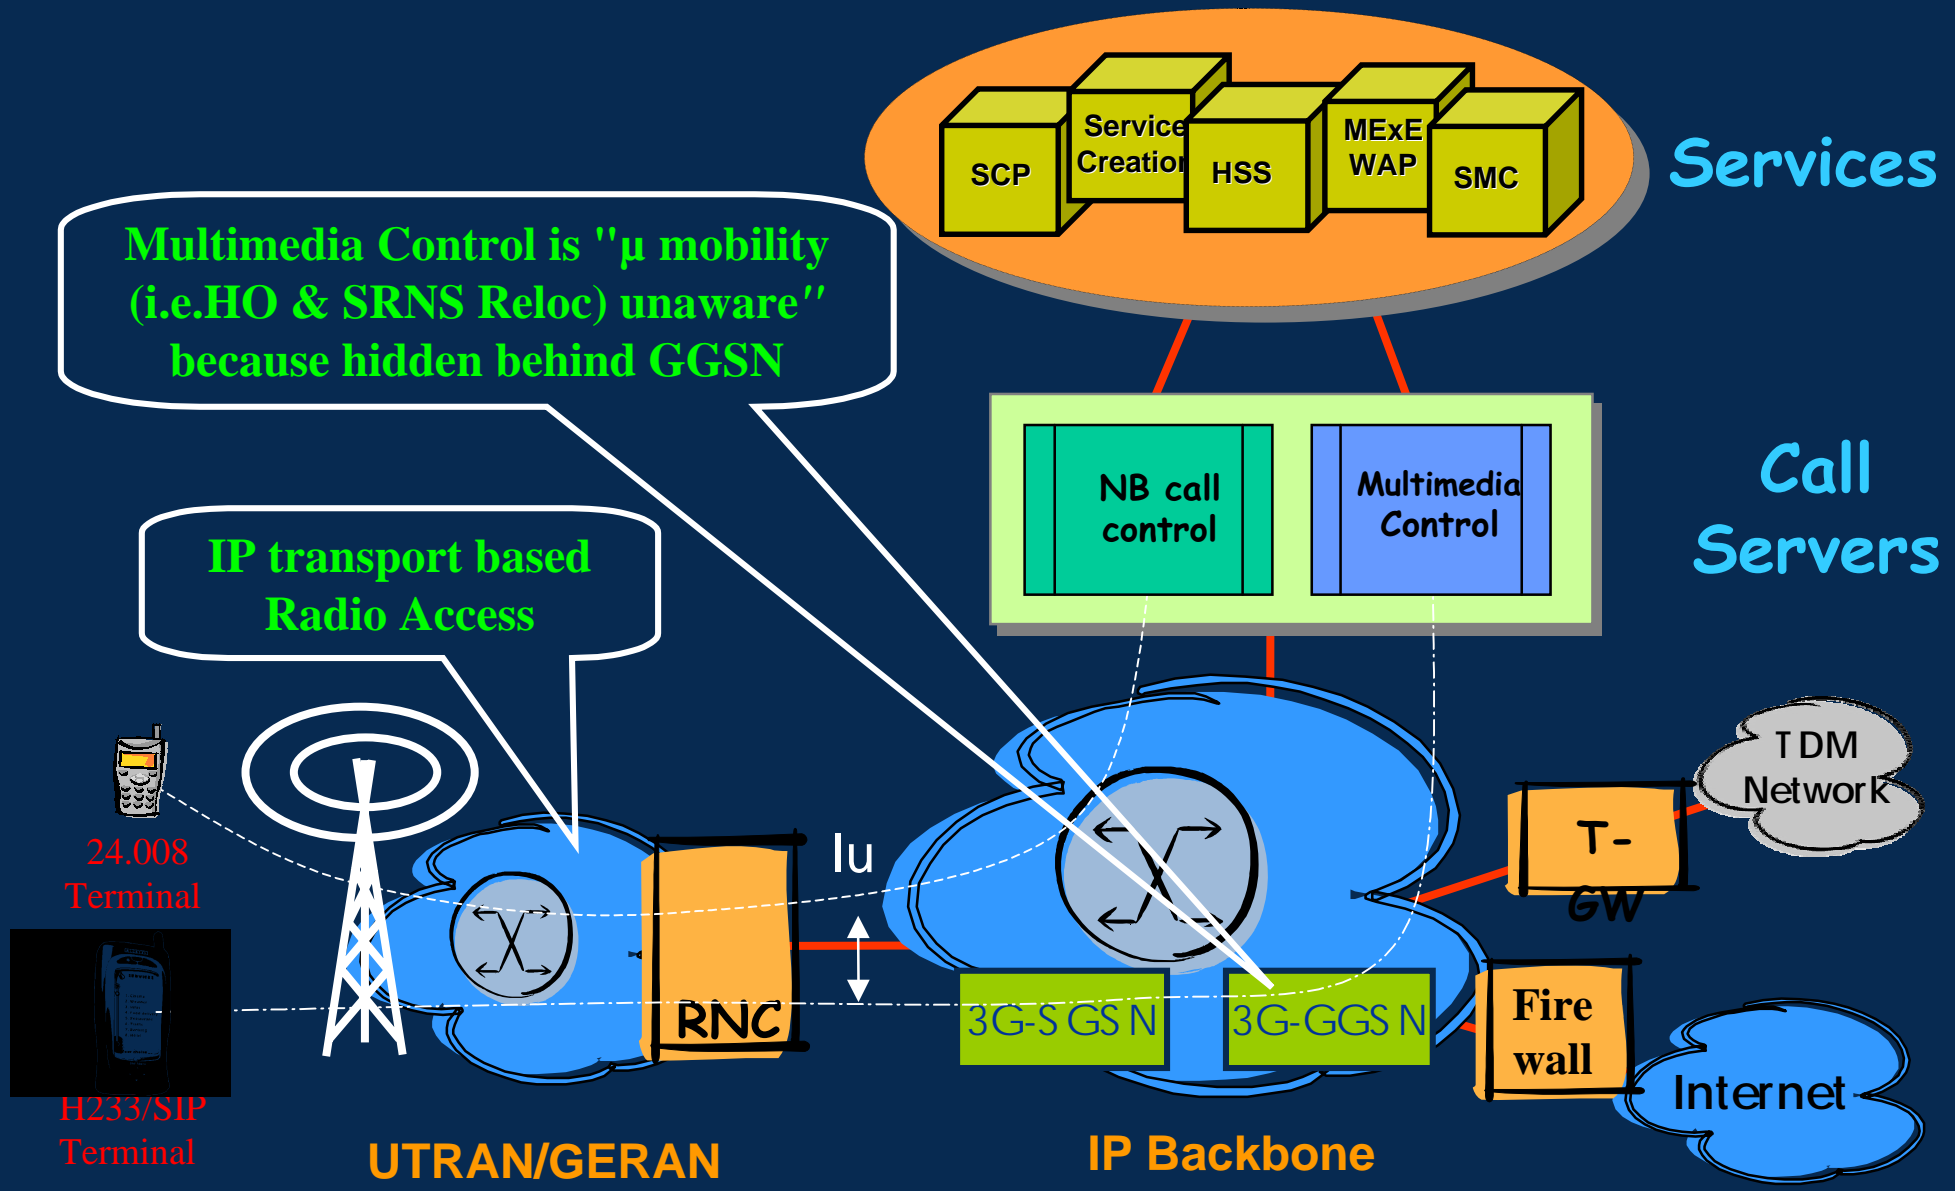 SCP
Service
Creation
HSS
MExE
WAP
SMC
Services
Multimedia Control is "µ mobility
(i.e.HO & SRNS Reloc) unaware"
because hidden behind GGSN
NB call
control
Multimedia
Control
Call
Servers
IP transport based
Radio Access
24.008
Terminal
Iu
TDM
Network
T-
GW
RNC
3G-SGSN
3G-GGSN
Fire
wall
Internet
H233/SIP
Terminal
UTRAN/GERAN
IP Backbone